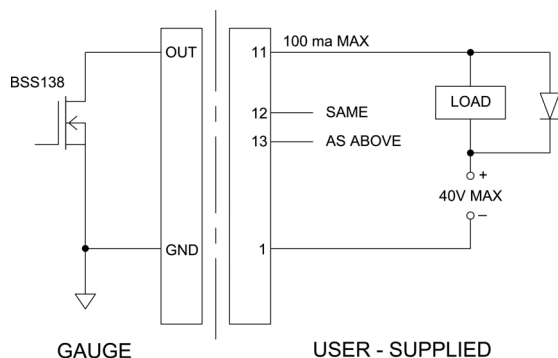 OUT
11
100 ma MAX
BSS138
LOAD
12
SAME
13
AS ABOVE
+
40V MAX
–
GND
1
GAUGE
USER - SUPPLIED